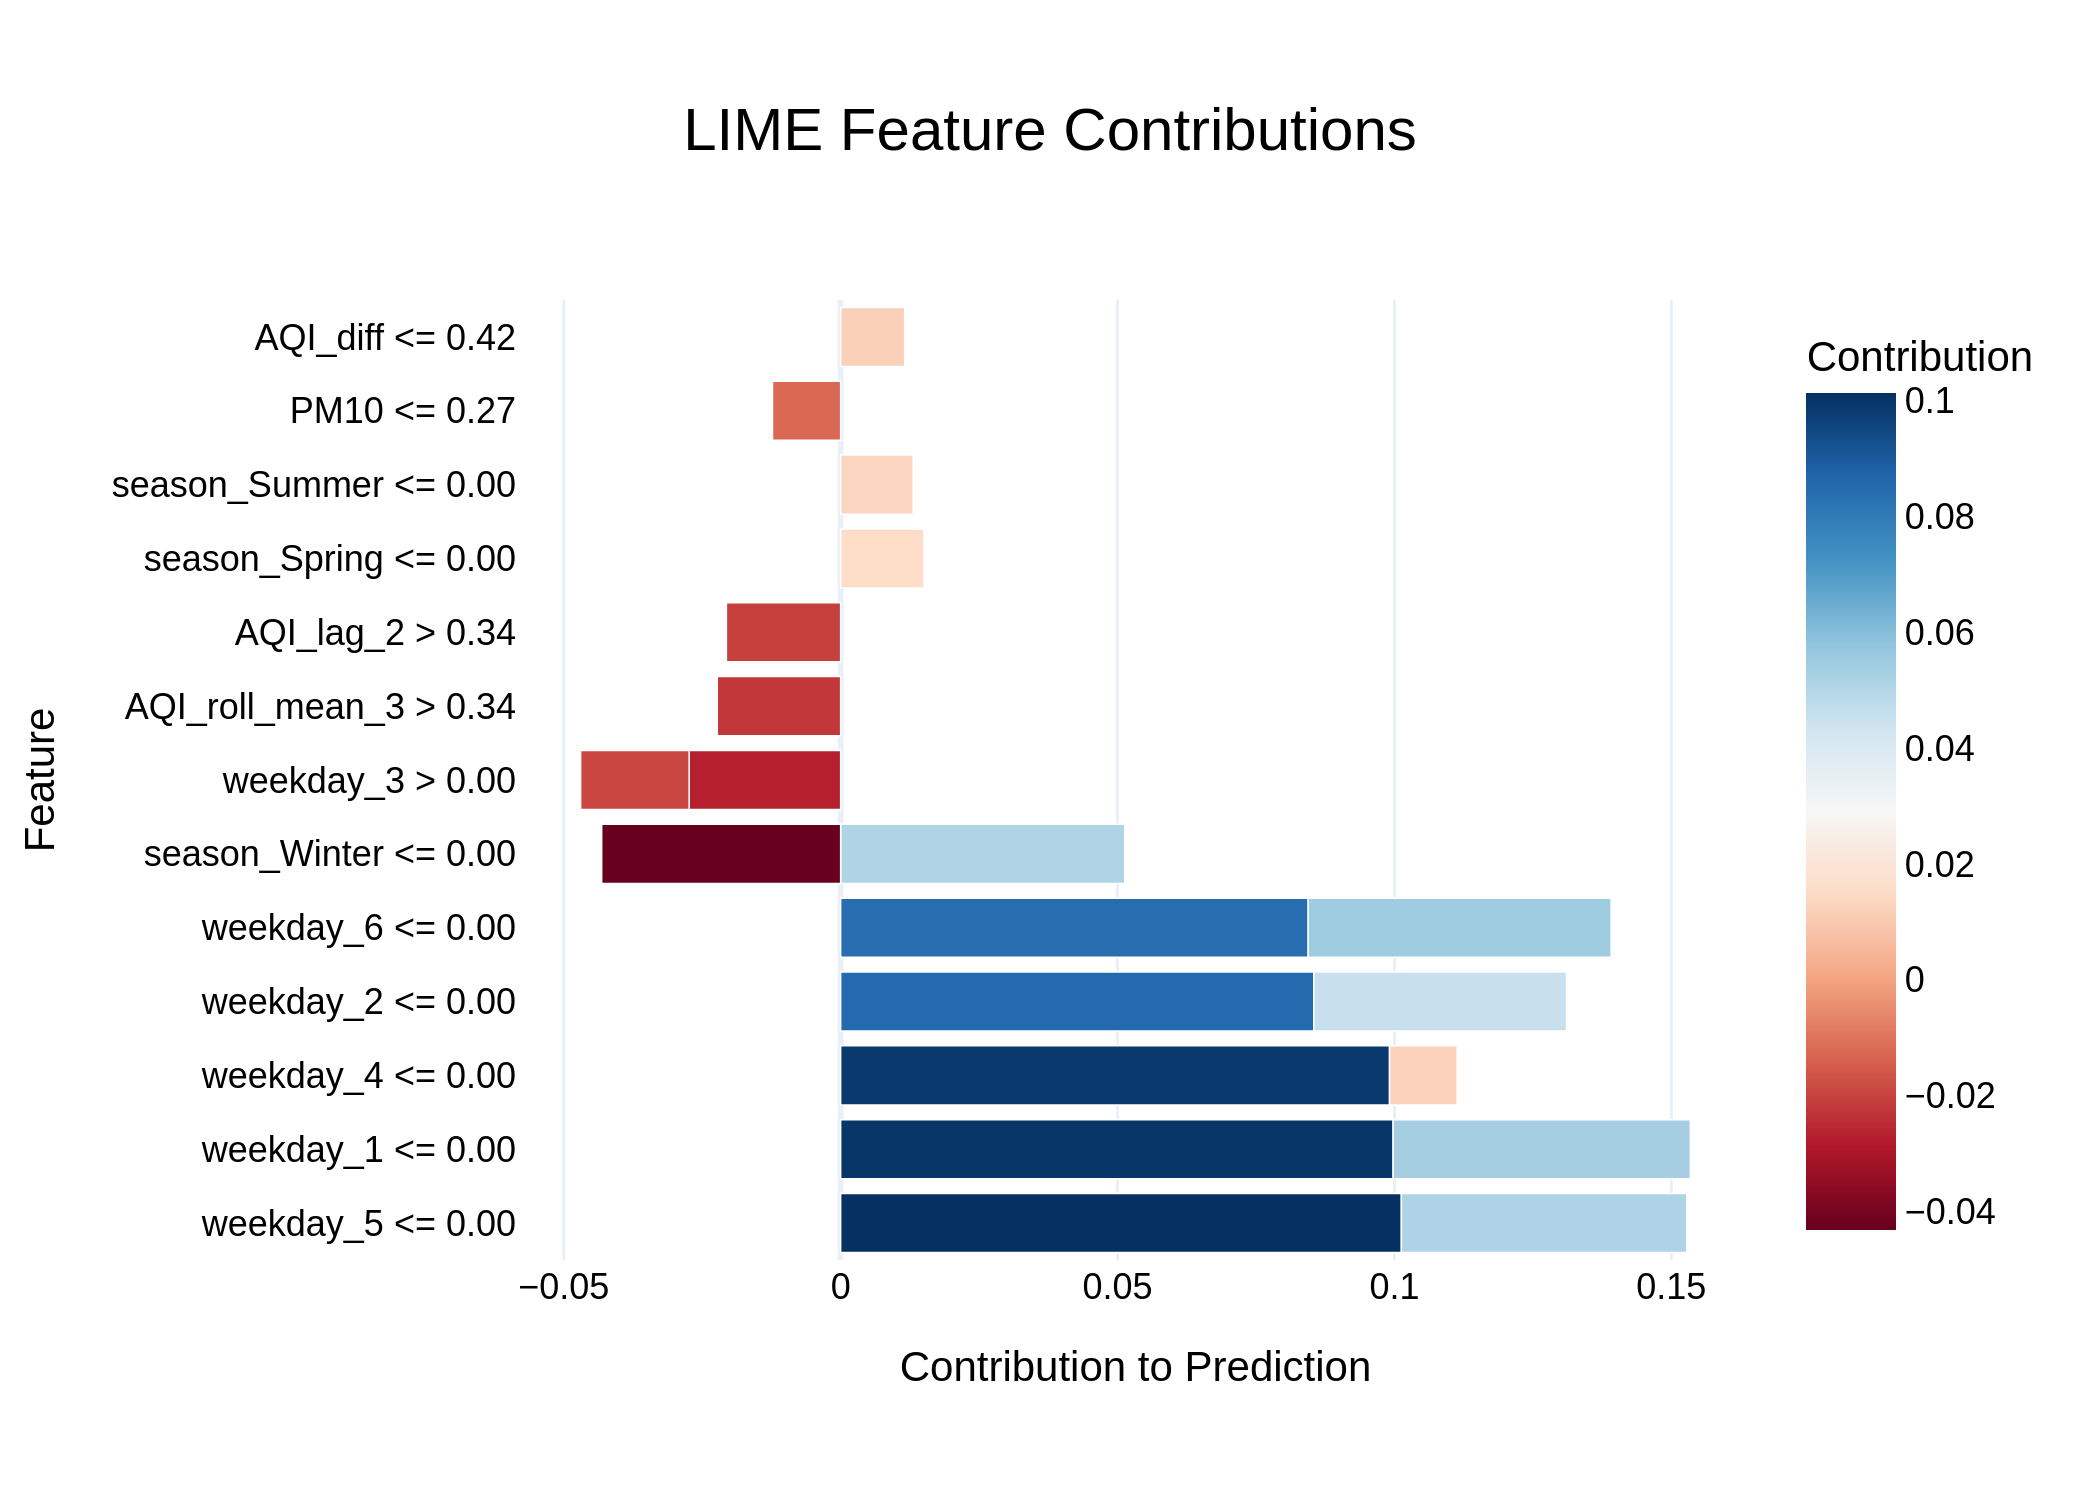 LIME Feature Contributions
Feature
AQI_diff <= 0.42
PM10 <= 0.27
season_Summer <= 0.00
season_Spring <= 0.00
AQI_lag_2 > 0.34
AQI_roll_mean_3 > 0.34
weekday_3 > 0.00
season_Winter <= 0.00
weekday_6 <= 0.00
weekday_2 <= 0.00
weekday_4 <= 0.00
weekday_1 <= 0.00
weekday_5 <= 0.00
−0.05 0 0.05 0.1 0.15
Contribution to Prediction
Contribution
0.1
0.08
0.06
0.04
0.02
0
−0.02
−0.04